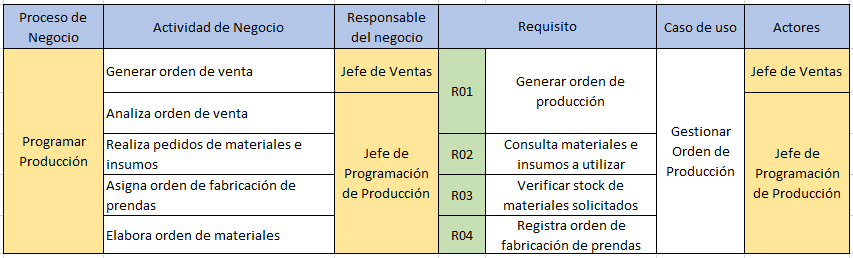 Proceso de
Negocio
Actividad de Negocio
Responsable
del negocio
Requisito
Caso de uso
Actores
Programar
Producción
Generar orden de venta
Jefe de Ventas
R01
Generar orden de
producción
Gestionar
Orden de
Producción
Jefe de Ventas
Analiza orden de venta
Jefe de
Programación
de Producción
Jefe de
Programación
de Producción
Realiza pedidos de materiales e
insumos
R02
Consulta materiales e
insumos a utilizar
Asigna orden de fabricación de
prendas
R03
Verificar stock de
materiales solicitados
Elabora orden de materiales
R04
Registra orden de
fabricación de prendas